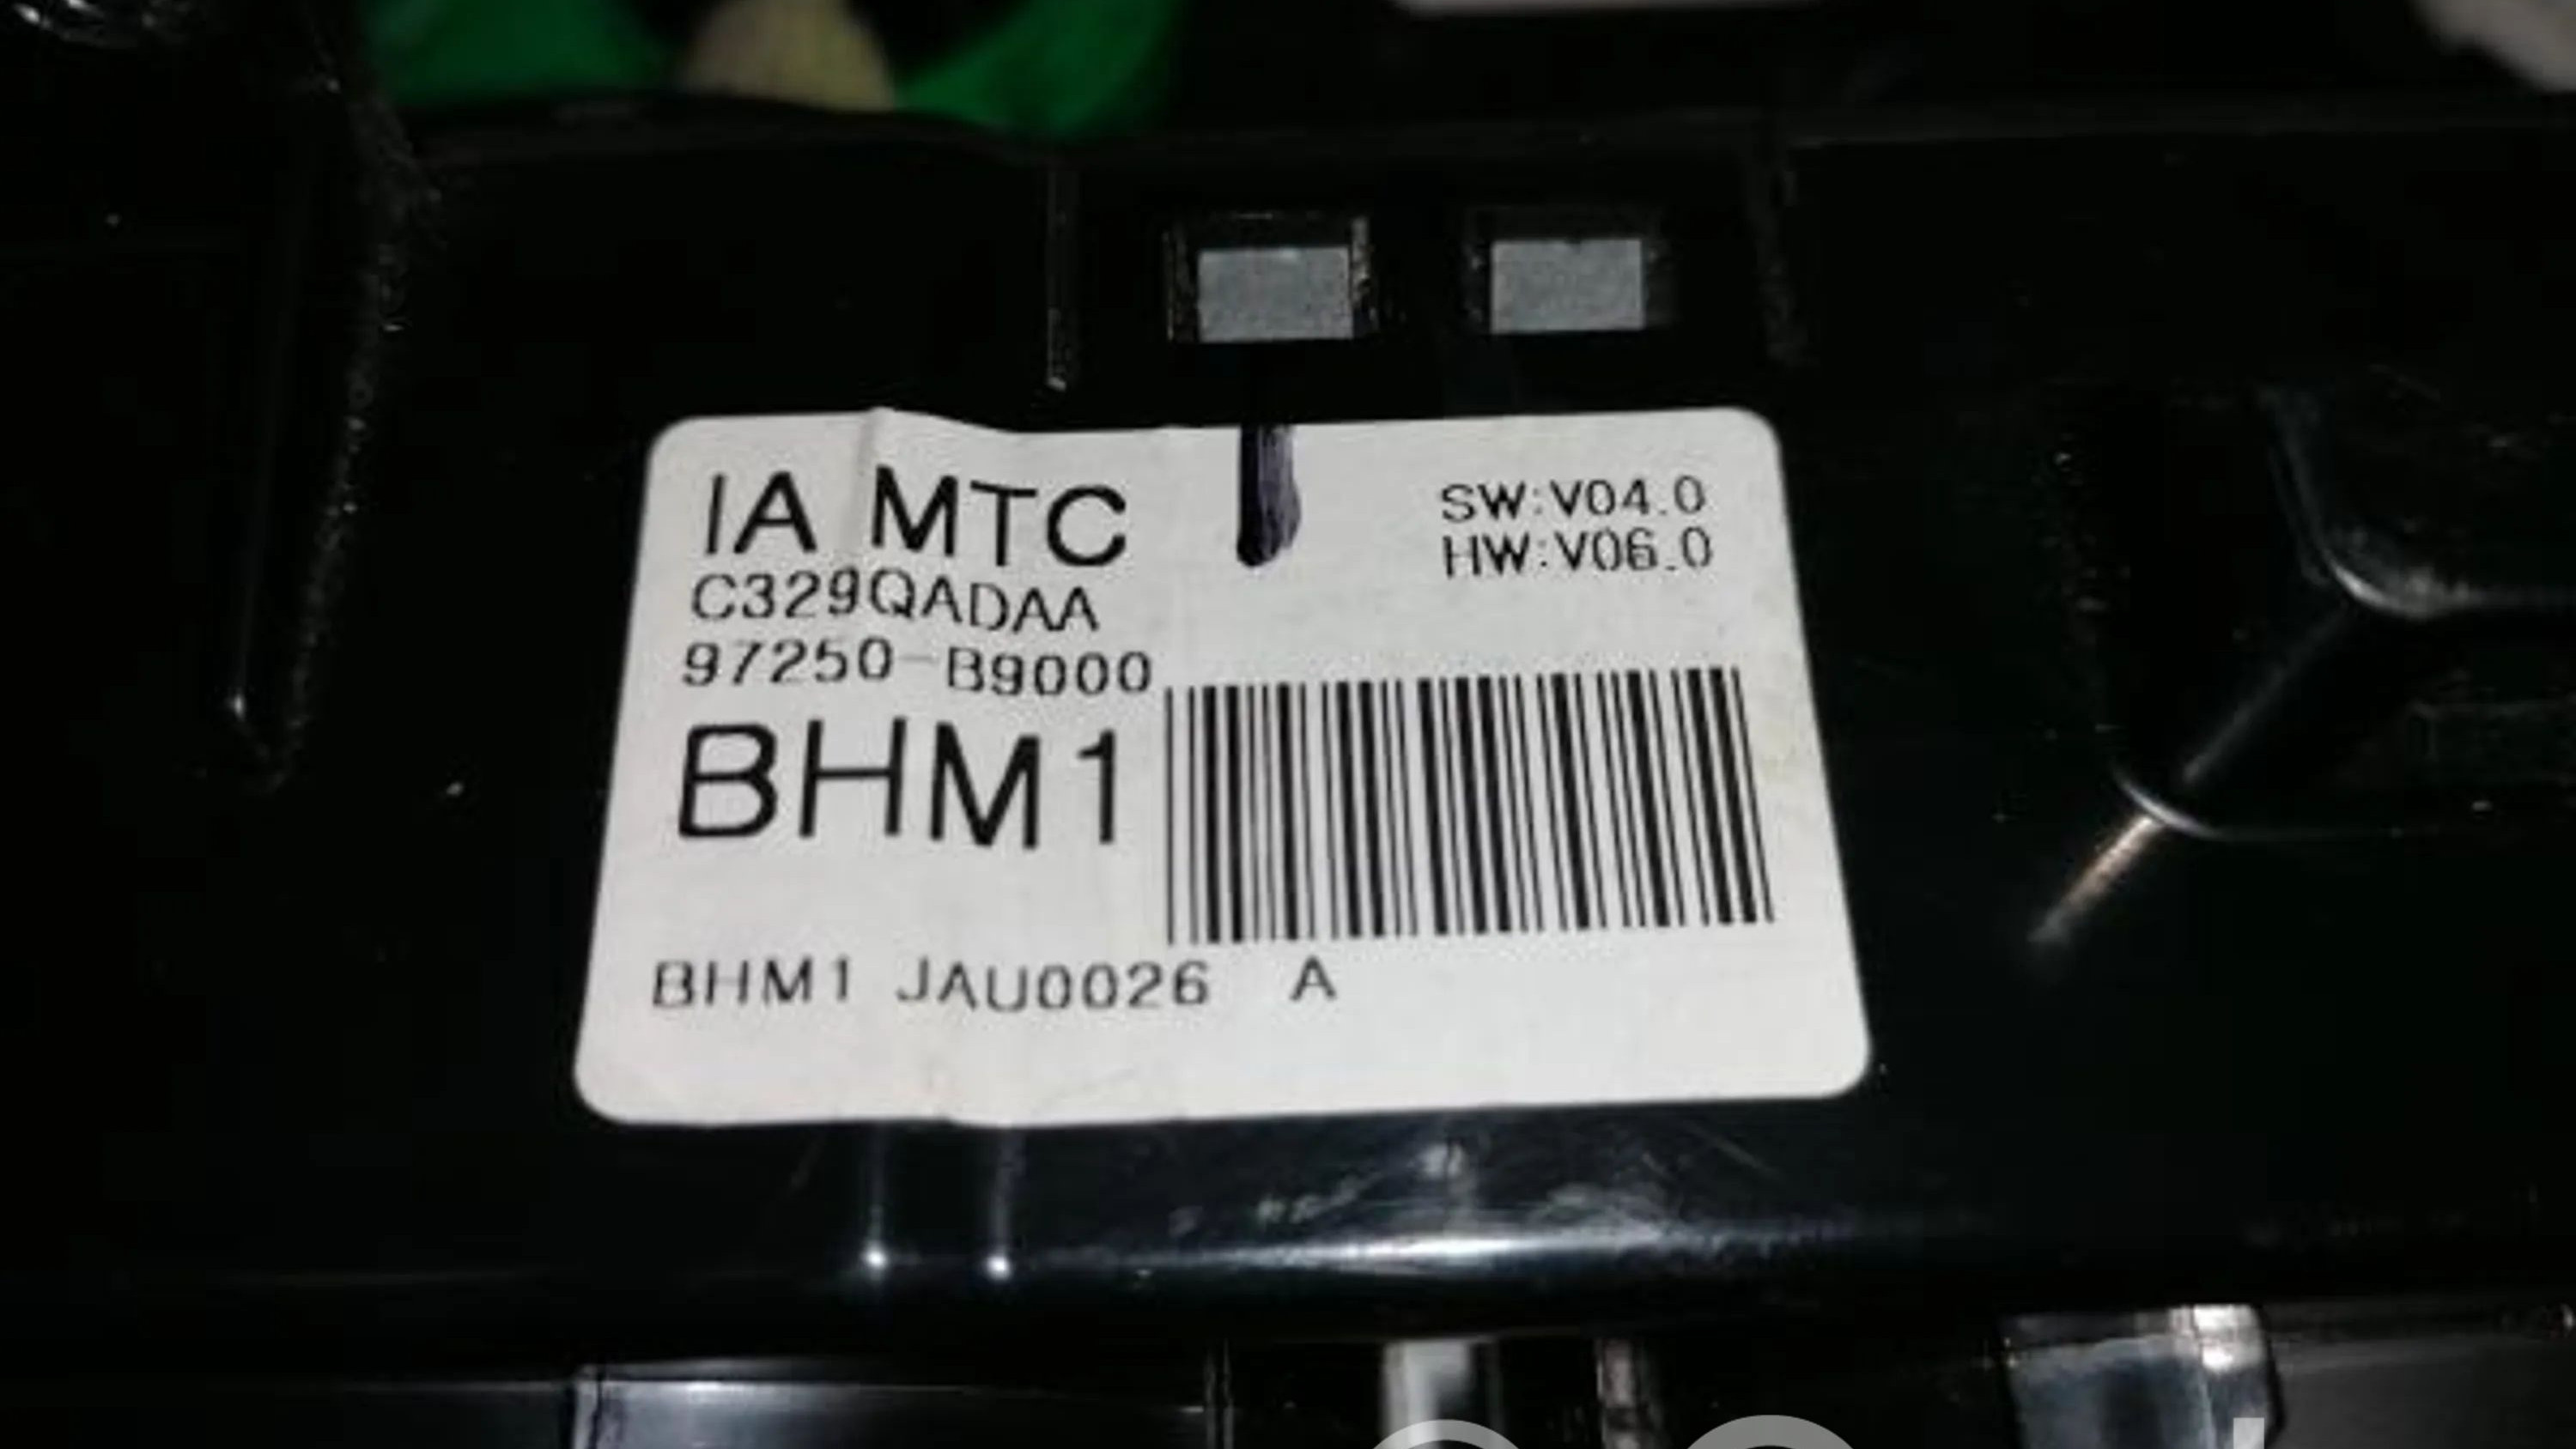 IA MTC
SW:V04.0
HW:V06.0
C329QADAA
97250-B9000
BHM1
BHM1 JAU0026 A